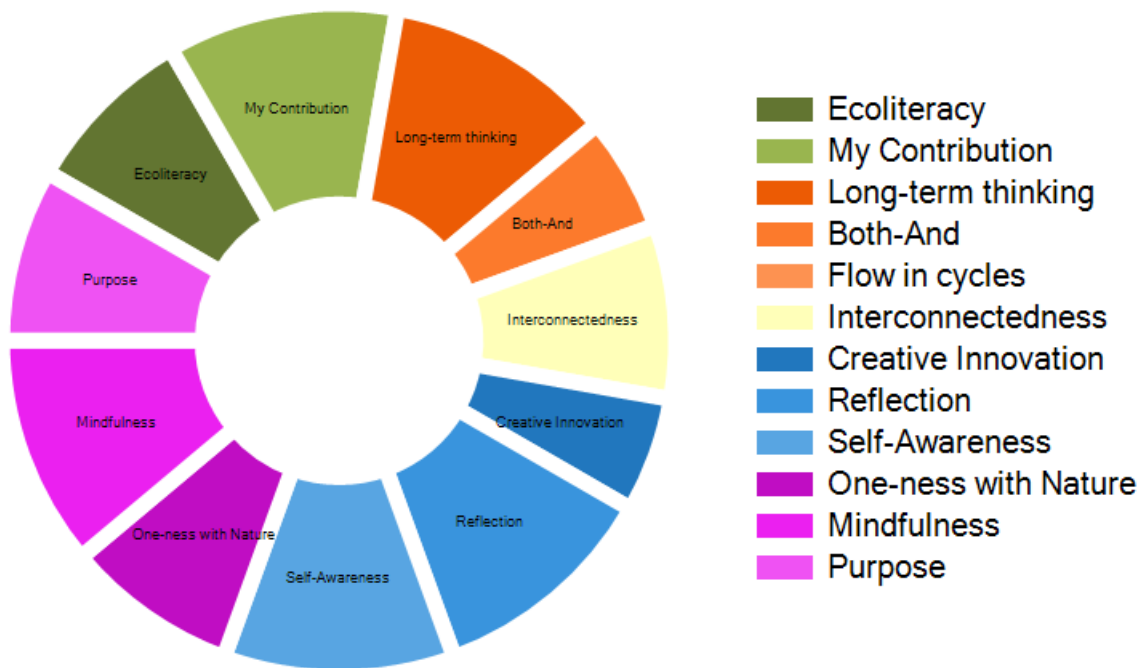 My Contribution
Long-term thinking
Ecoliteracy
Both-And
Purpose
Interconnectedness
Mindfulness
Creative Innovation
One-ness with Nature
Reflection
Self-Awareness
Ecoliteracy
My Contribution
Long-term thinking
Both-And
Flow in cycles
Interconnectedness
Creative Innovation
Reflection
Self-Awareness
One-ness with Nature
Mindfulness
Purpose